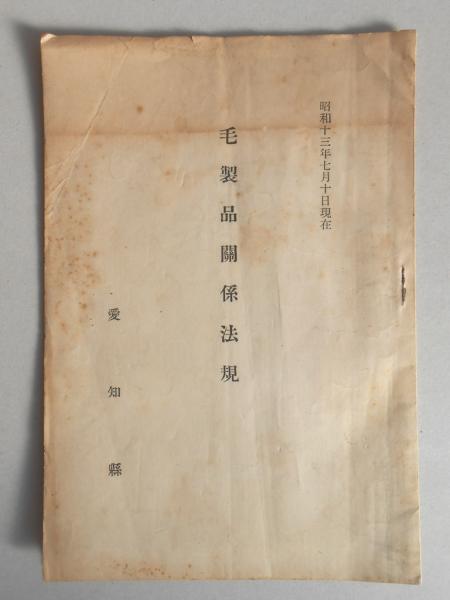 昭和十三年七月十日現在
毛製品關係法規
愛知縣